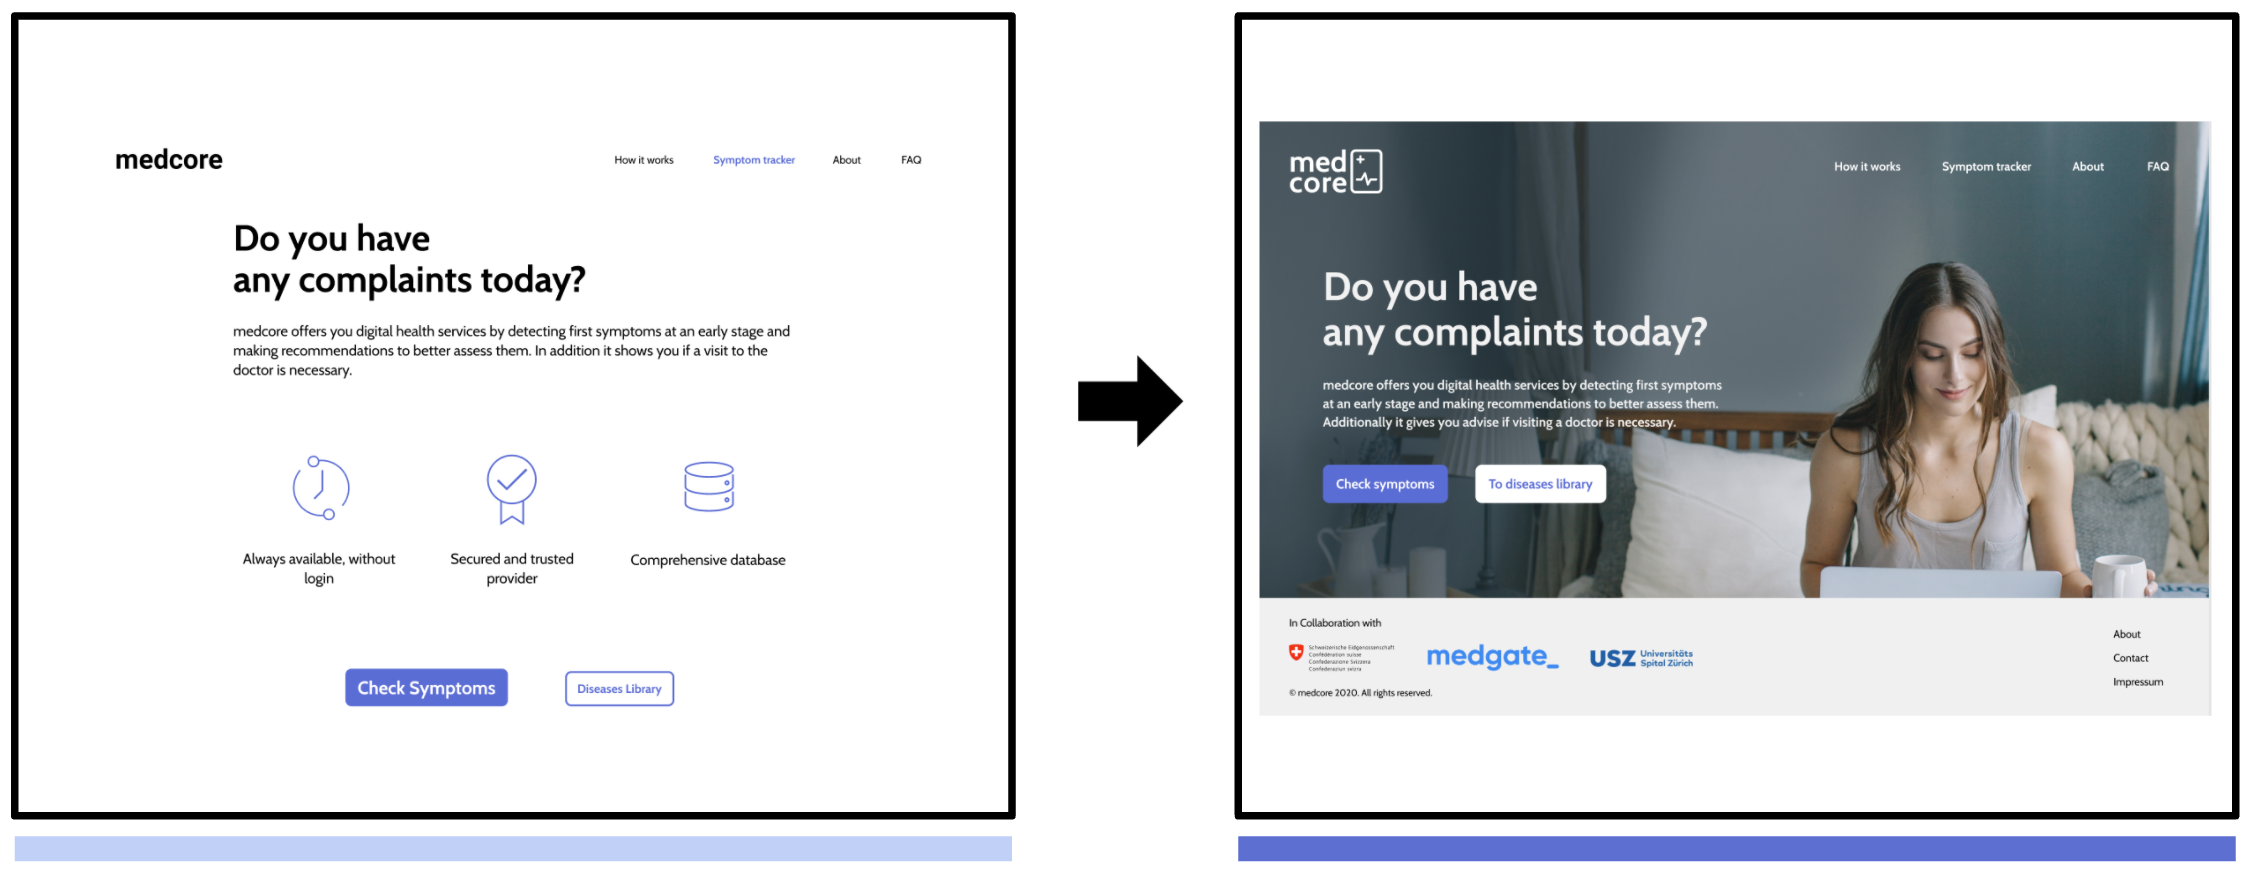 medcore
How it works Symptom tracker About FAQ
Do you have
any complaints today?
medcore offers you digital health services by detecting first symptoms at an early stage and
making recommendations to better assess them. In addition it shows you if a visit to the
doctor is necessary.
Always available, without
login
Secured and trusted
provider
Comprehensive database
Check Symptoms
Diseases Library
med
core
How it works Symptom tracker About FAQ
Do you have
any complaints today?
medcore offers you digital health services by detecting first symptoms
at an early stage and making recommendations to better assess them.
Additionally it gives you advise if visiting a doctor is necessary.
Check symptoms
To diseases library
In Collaboration with
Schweizerische Eidgenossenschaft
Confédération suisse
Confederazione Svizzera
Confederaziun svizra
medgate_
USZ Universitäts
Spital Zürich
© medcore 2020. All rights reserved.
About
Contact
Impressum